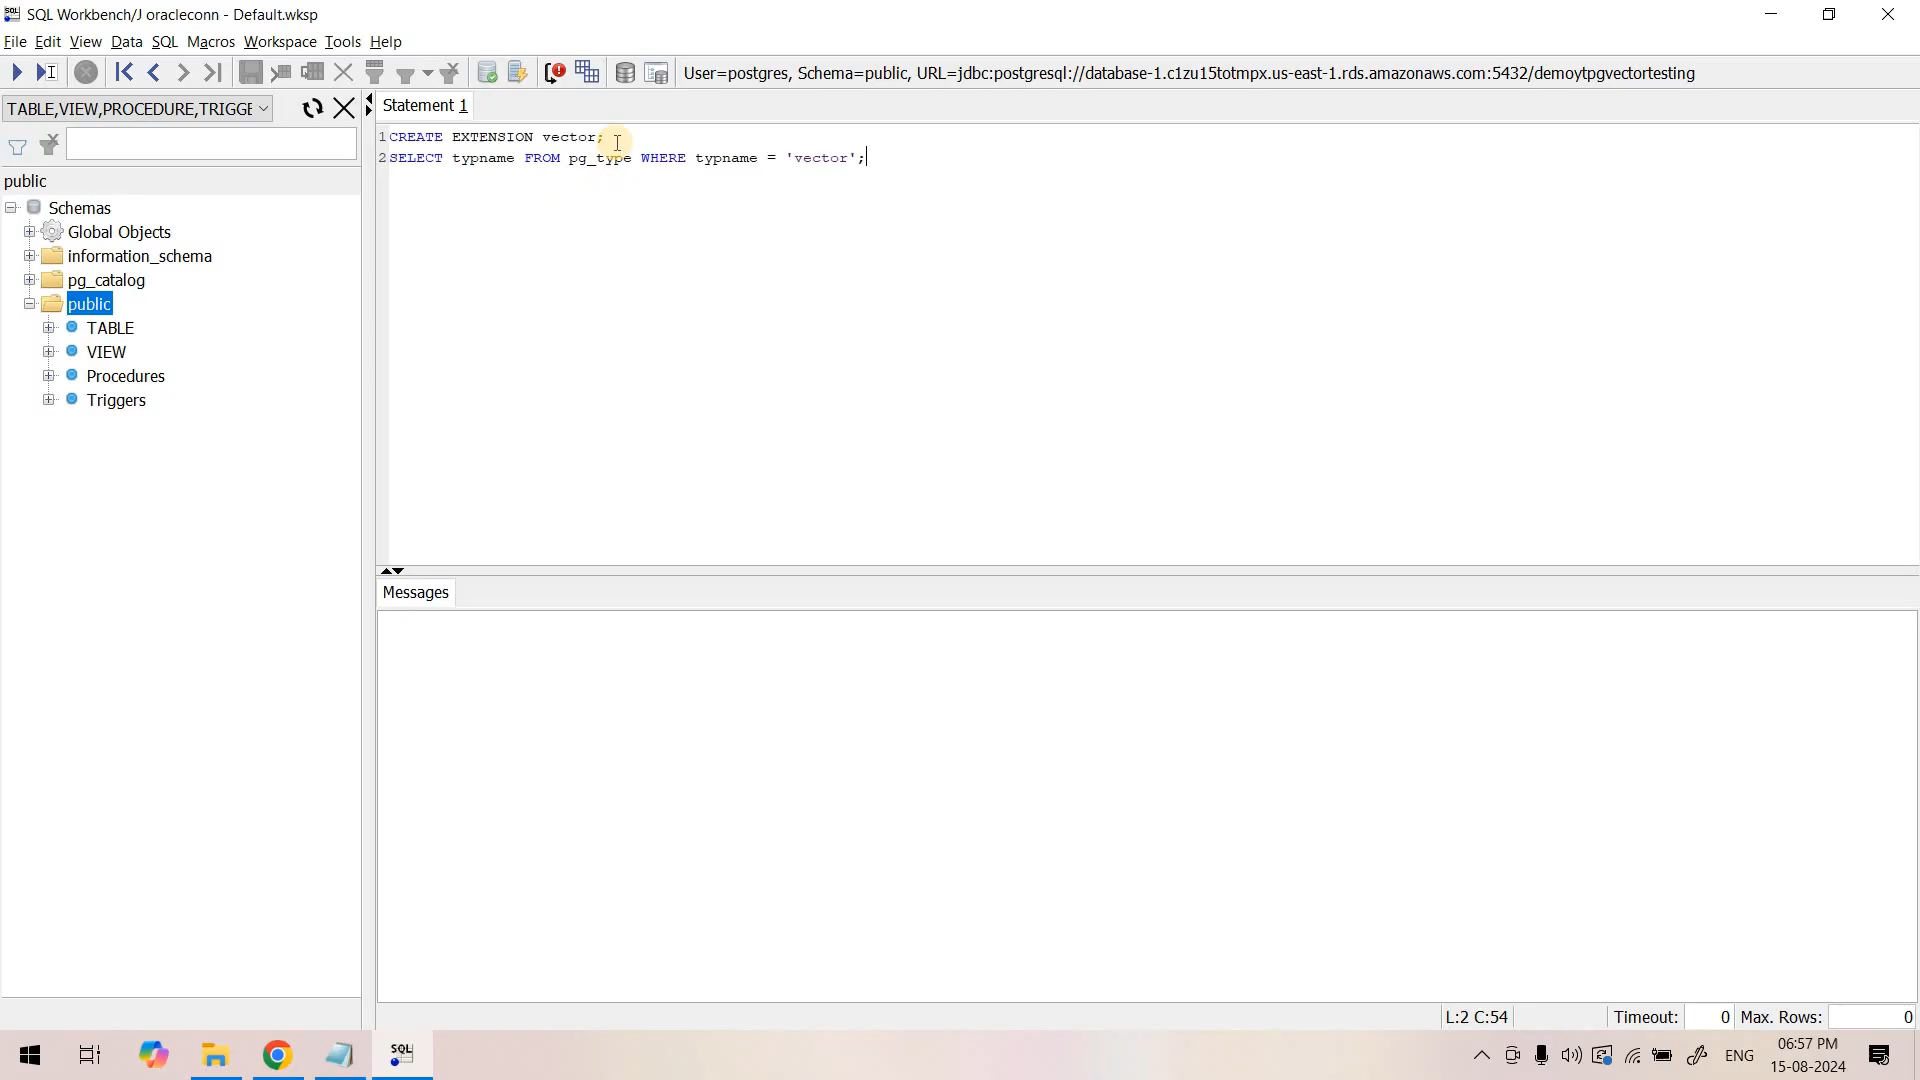 SQL Workbench/J oracleconn - Default.wksp
File Edit View Data SQL Macros Workspace Tools Help
User=postgres, Schema=public, URL=jdbc:postgresql://database-1.c1zu15totmpx.us-east-1.rds.amazonaws.com:5432/demoytpgvectortesting
TABLE,VIEW,PROCEDURE,TRIGGE
Statement 1
1 CREATE EXTENSION vector;
2 SELECT typname FROM pg_type WHERE typname = 'vector';
public
Schemas
Global Objects
information_schema
pg_catalog
public
TABLE
VIEW
Procedures
Triggers
Messages
L:2 C:54 Timeout: 0 Max. Rows: 0
SQL
ENG
06:57 PM
15-08-2024